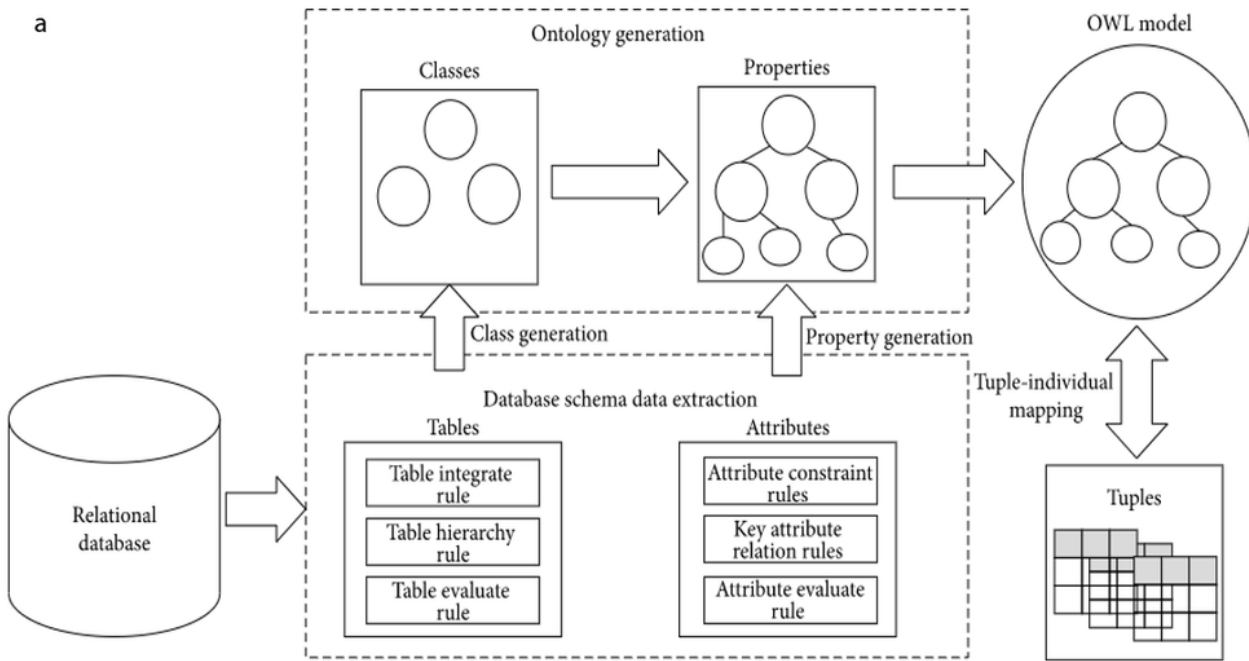 a
Ontology generation
Classes
Properties
OWL model
Class generation
Property generation
Tuple-individual
mapping
Database schema data extraction
Tables
Table integrate
rule
Table hierarchy
rule
Table evaluate
rule
Attributes
Attribute constraint
rules
Key attribute
relation rules
Attribute evaluate
rule
Relational
database
Tuples